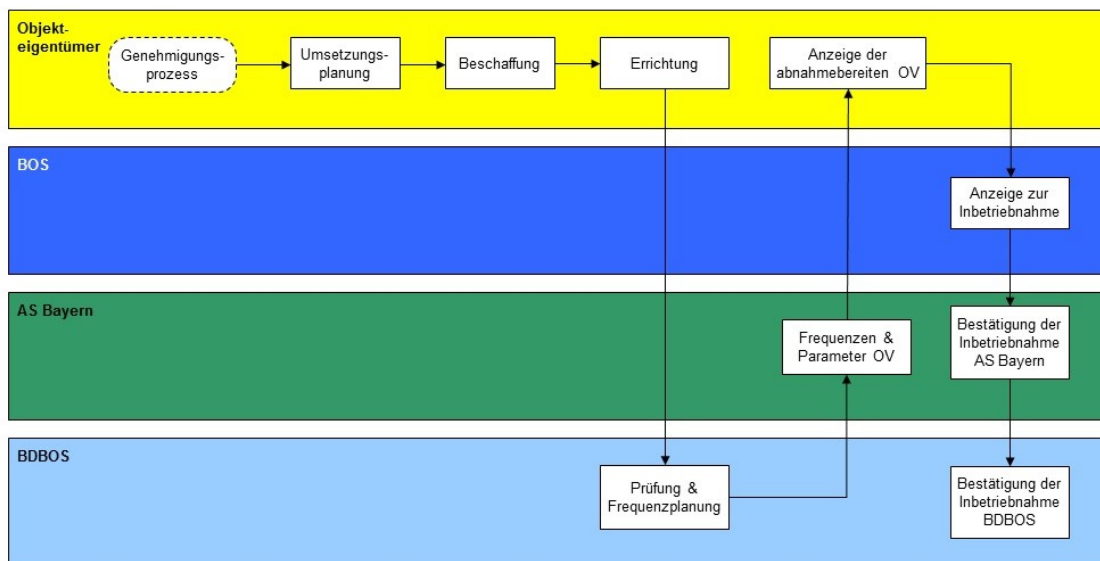 Objekt-
eigentümer
Genehmigungs-
prozess
Umsetzungs-
planung
Beschaffung
Errichtung
Anzeige der
abnahmebereiten OV
BOS
Anzeige zur
Inbetriebnahme
AS Bayern
Frequenzen &
Parameter OV
Bestätigung der
Inbetriebnahme
AS Bayern
BDBOS
Prüfung &
Frequenzplanung
Bestätigung der
Inbetriebnahme
BDBOS